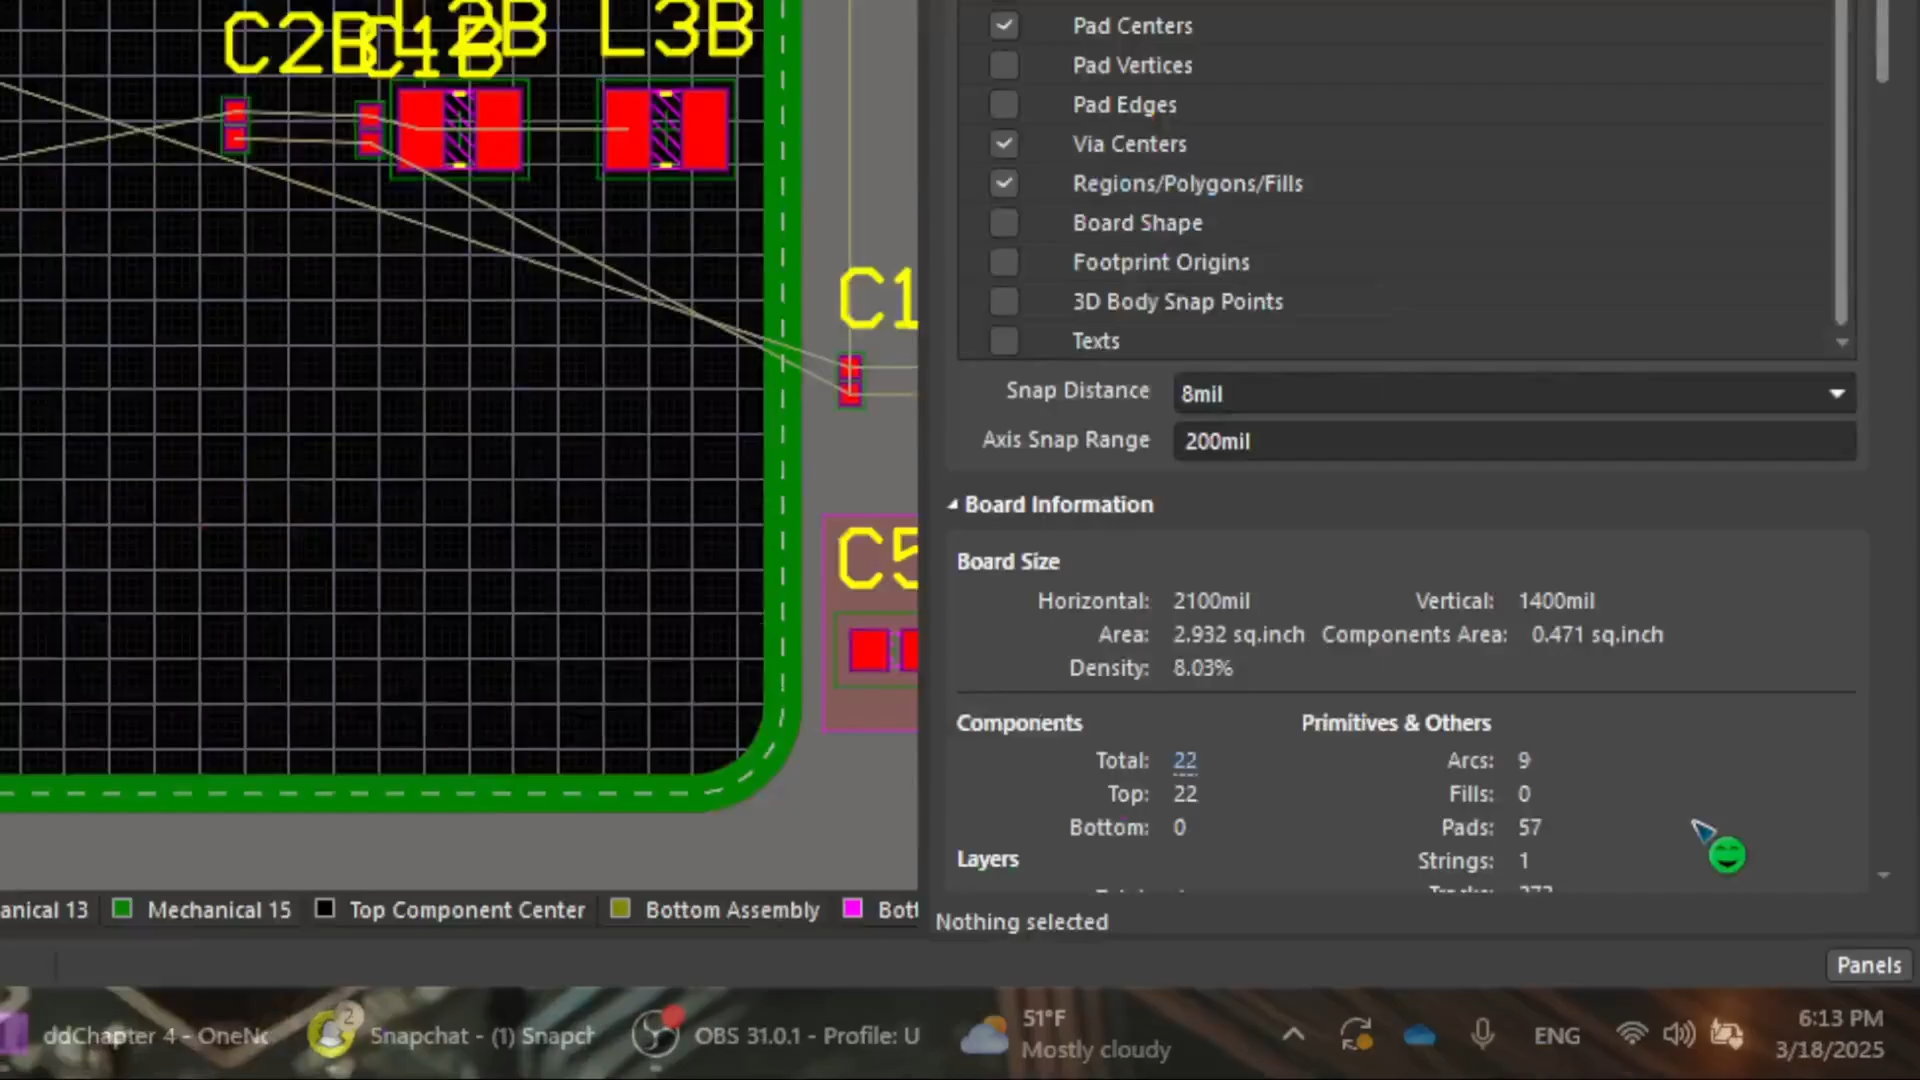 C2B C1B L2B L3B
C1
C5
Pad Centers
Pad Vertices
Pad Edges
Via Centers
Regions/Polygons/Fills
Board Shape
Footprint Origins
3D Body Snap Points
Texts
Snap Distance 8mil
Axis Snap Range 200mil
Board Information
Board Size
Horizontal: 2100mil Vertical: 1400mil
Area: 2.932 sq.inch Components Area: 0.471 sq.inch
Density: 8.03%
Components Primitives & Others
Total: 22 Arcs: 9
Top: 22 Fills: 0
Bottom: 0 Pads: 57
Layers Strings: 1
anical 13 Mechanical 15 Top Component Center Bottom Assembly Bott
Nothing selected
Panels
ddChapter 4 - OneNo 2 Snapchat - (1) Snapch OBS 31.0.1 - Profile: U 51°F ENG 6:13 PM
Mostly cloudy 3/18/2025